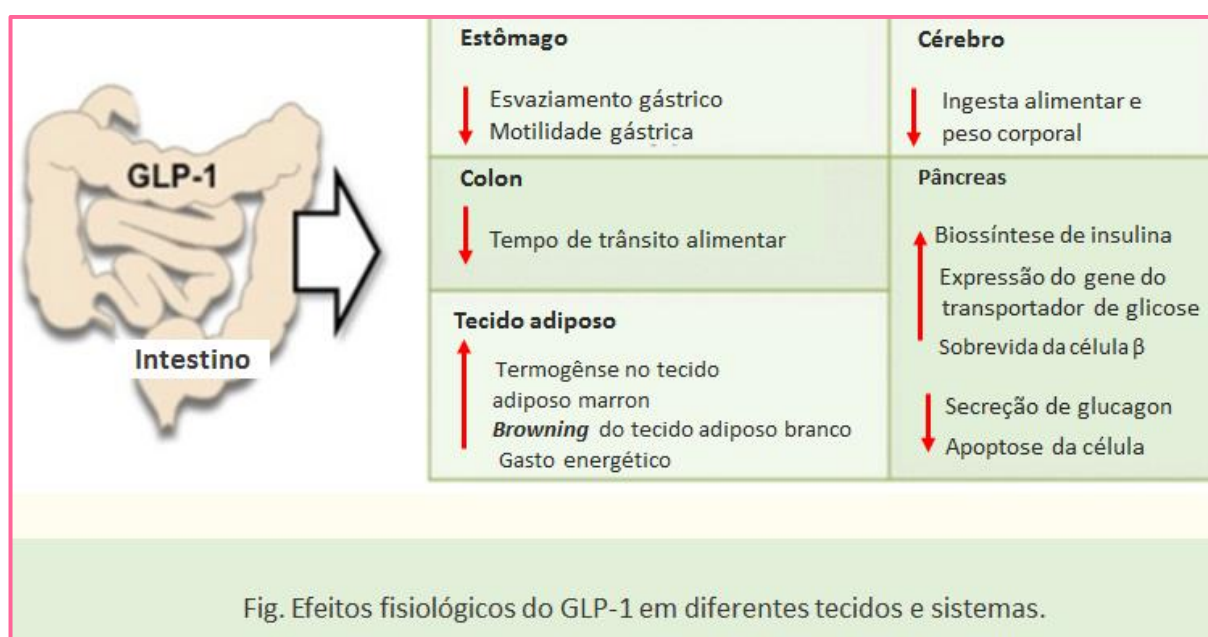 GLP-1
Intestino
Estômago
Esvaziamento gástrico
Motilidade gástrica
Colon
Tempo de trânsito alimentar
Tecido adiposo
Termogênse no tecido
adiposo marron
Browning do tecido adiposo branco
Gasto energético
Cérebro
Ingesta alimentar e
peso corporal
Pâncreas
Biossíntese de insulina
Expressão do gene do
transportador de glicose
Sobrevida da célula β
Secreção de glucagon
Apoptose da célula
Fig. Efeitos fisiológicos do GLP-1 em diferentes tecidos e sistemas.